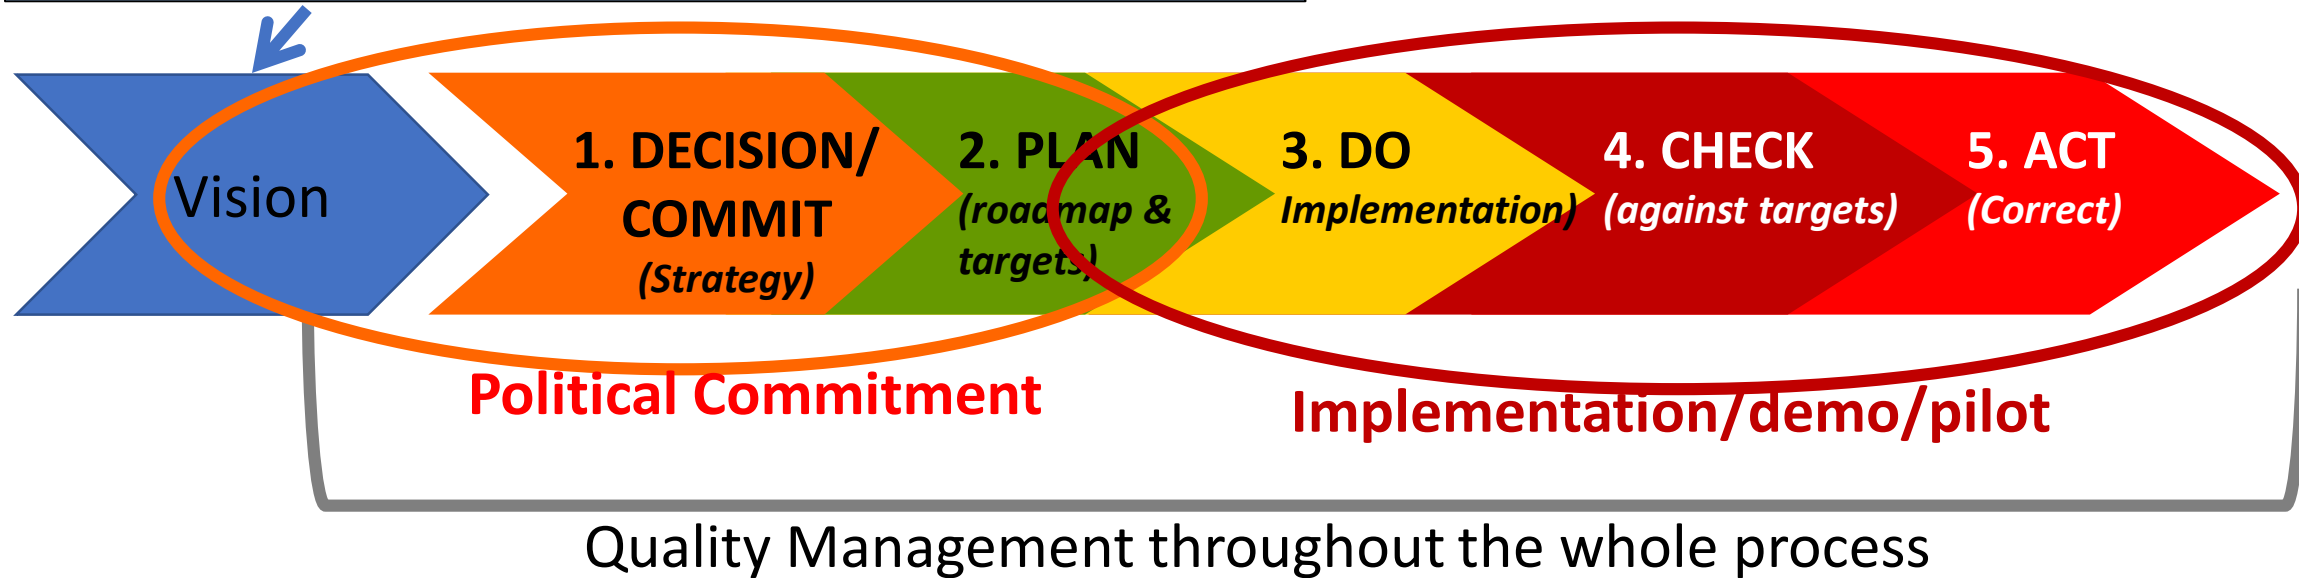 Vision
1. DECISION/
COMMIT
(Strategy)
2. PLAN
(roadmap &
targets)
3. DO
Implementation)
4. CHECK
(against targets)
5. ACT
(Correct)
Political Commitment
Implementation/demo/pilot
Quality Management throughout the whole process